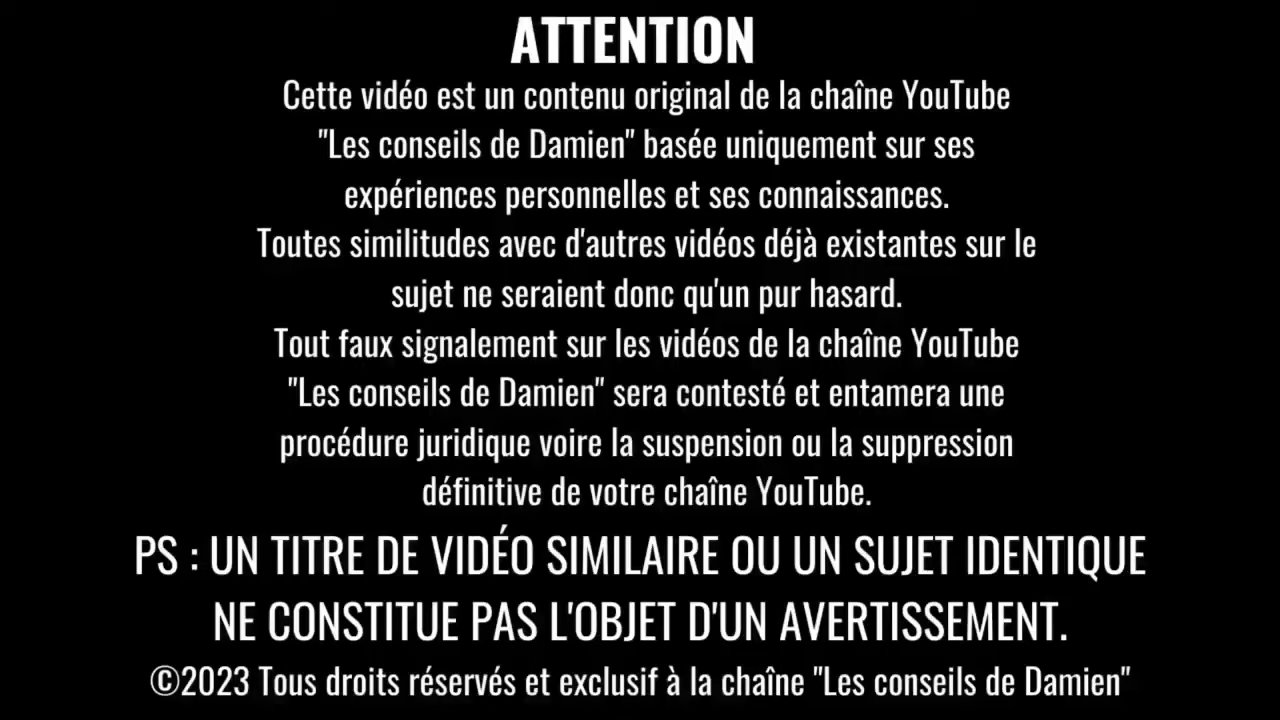 ATTENTION
Cette vidéo est un contenu original de la chaîne YouTube
"Les conseils de Damien" basée uniquement sur ses
expériences personnelles et ses connaissances.
Toutes similitudes avec d'autres vidéos déjà existantes sur le
sujet ne seraient donc qu'un pur hasard.
Tout faux signalement sur les vidéos de la chaîne YouTube
"Les conseils de Damien" sera contesté et entamera une
procédure juridique voire la suspension ou la suppression
définitive de votre chaîne YouTube.
PS : UN TITRE DE VIDÉO SIMILAIRE OU UN SUJET IDENTIQUE
NE CONSTITUE PAS L'OBJET D'UN AVERTISSEMENT.
©2023 Tous droits réservés et exclusif à la chaîne "Les conseils de Damien"